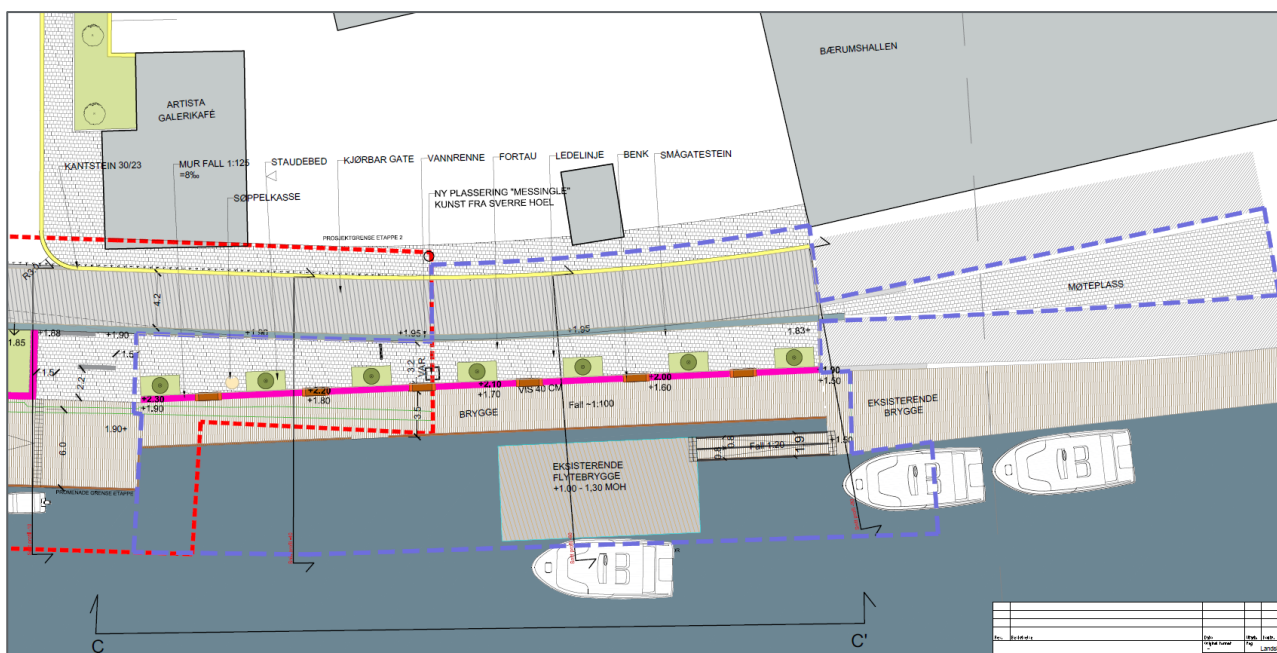 BÆRUMSHALLEN
ARTISTA
GALERIKAFÉ
KANTSTEIN 30/23
MUR FALL 1:125
=8‰
STAUDEBED
KJØRBAR GATE
VANNRENNE
FORTAU
LEDELINJE
BENK
SMÅGATESTEIN
SØPPELKASSE
NY PLASSERING "MESSINGLE"
KUNST FRA SVERRE HOEL
PROSJEKTGRENSE ETAPPE 2
MØTEPLASS
4.2
+1.88
+1.90
+1.90
+1.95
+1.95
1.83+
1.85
1.5
1.5
2.2
3.2
VAR
+2.30
+1.90
+2.20
+1.80
+2.10
+1.70
VIS 40 CM
+2.00
+1.60
+1.90
+1.50
BRYGGE
Fall ~1:100
3.5
EKSISTERENDE
BRYGGE
1.90+
6.0
0.8
0.8
Fall 1:20
1.9
+1.50
EKSISTERENDE
FLYTEBRYGGE
+1.00 - 1,30 MOH
PROMENADE GRENSE ETAPPE
C
C'